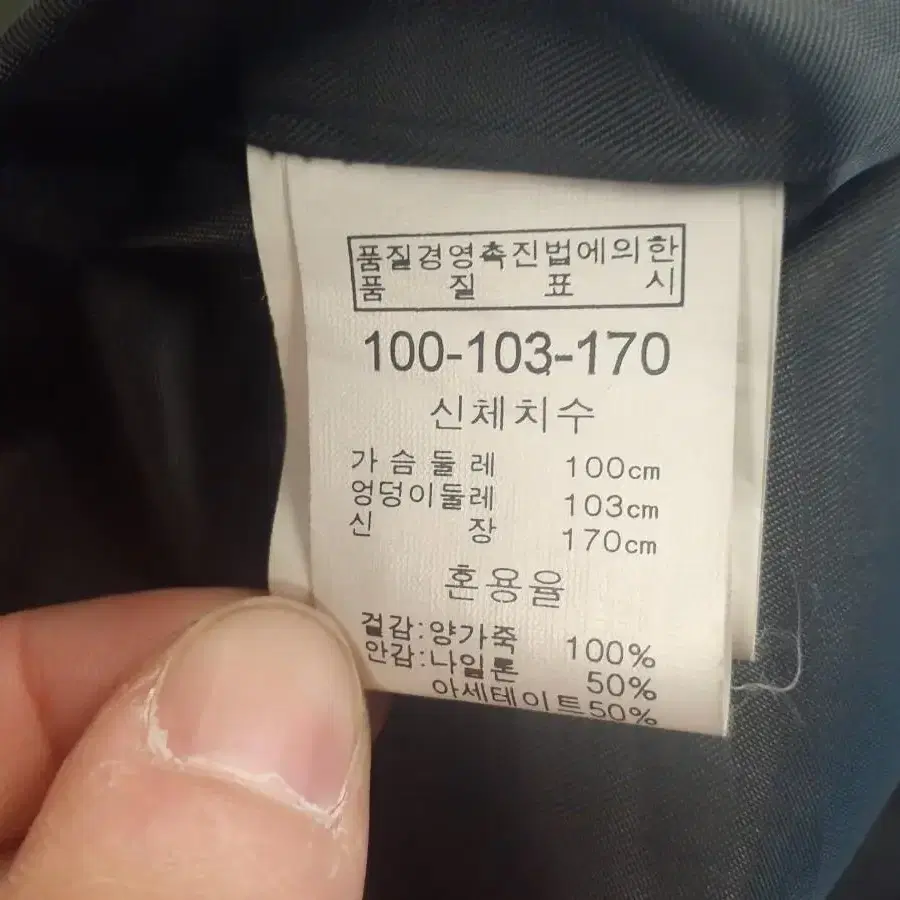 품질경영촉진법에의한
품 질 표 시
100-103-170
신체치수
가 슴 둘 레 100cm
엉덩이둘레 103cm
신 장 170cm
혼용율
겉감:양가죽 100%
안감:나일론 50%
아세테이트50%